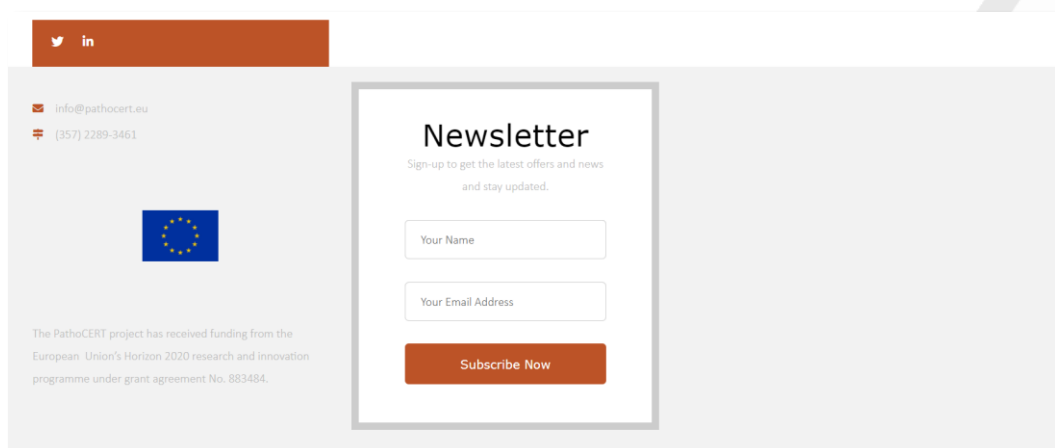 info@pathocert.eu
(357) 2289-3461
The PathoCERT project has received funding from the
European Union's Horizon 2020 research and innovation
programme under grant agreement No. 883484.
Newsletter
Sign-up to get the latest offers and news
and stay updated.
Your Name
Your Email Address
Subscribe Now